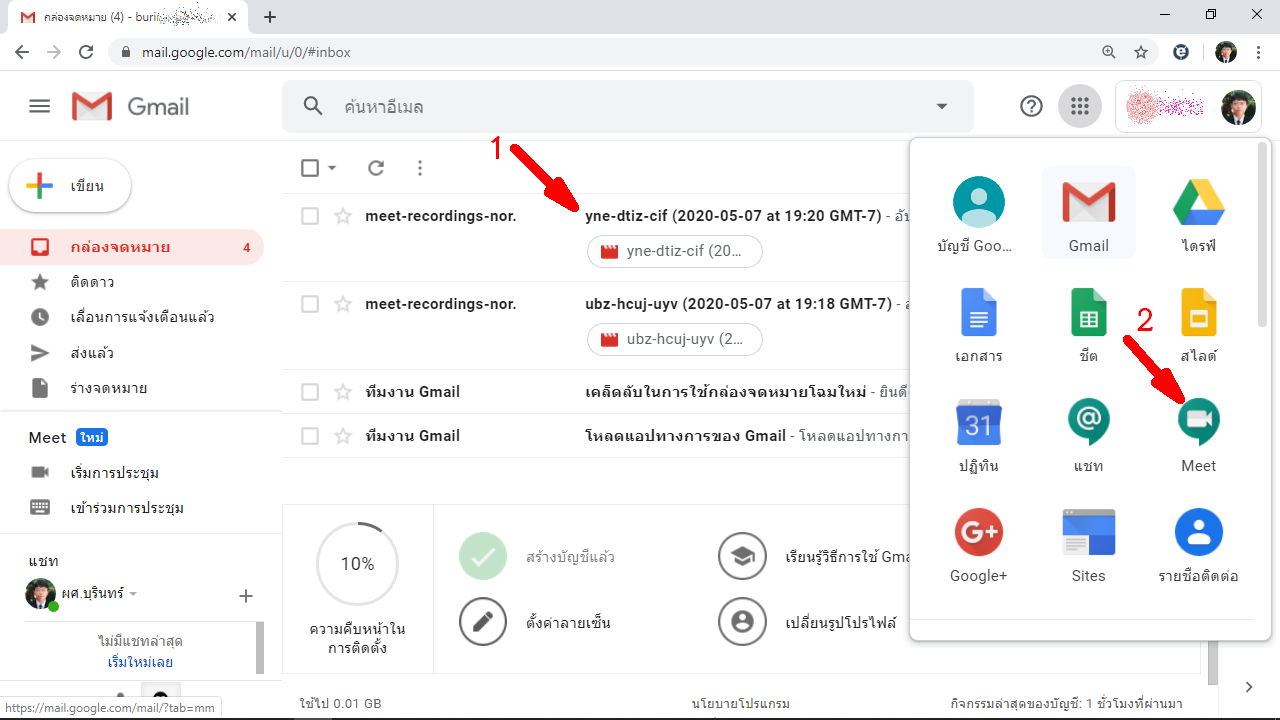 กล่องจดหมาย (4) - buri
mail.google.com/mail/u/0/#inbox
Gmail
ค้นหาอีเมล
1
เขียน
กล่องจดหมาย 4
ติดดาว
เลื่อนการแจ้งเตือนแล้ว
ส่งแล้ว
ร่างจดหมาย
Meet ใหม่
เริ่มการประชุม
เข้าร่วมการประชุม
แชท
ผศ.บุรินทร์
ไม่มีแชทล่าสุด
เริ่มใหม่เลย
meet-recordings-nor. yne-dtiz-cif (2020-05-07 at 19:20 GMT-7) -
yne-dtiz-cif (20...
meet-recordings-nor. ubz-hcuj-uyv (2020-05-07 at 19:18 GMT-7) -
ubz-hcuj-uyv (2...
ทีมงาน Gmail เคล็ดลับในการใช้กล่องจดหมายโฉมใหม่ - ยินดี
ทีมงาน Gmail โหลดแอปทางการของ Gmail - โหลดแอปทางกา
10%
ความคืบหน้าใน
การติดตั้ง
สร้างบัญชีแล้ว
เรียนรู้วิธีการใช้ Gma
ตั้งค่าลายเซ็น
เปลี่ยนรูปโปรไฟล์
ใช้ไป 0.01 GB
นโยบายโปรแกรม
กิจกรรมล่าสุดของบัญชี: 1 ชั่วโมงที่ผ่านมา
บัญชี Goo...
Gmail
ไดรฟ์
เอกสาร
ชีต
สไลด์
2
31
ปฏิทิน
แชท
Meet
G+
Google+
Sites
รายชื่อติดต่อ
https://mail.google.com/mail/?tab=mm